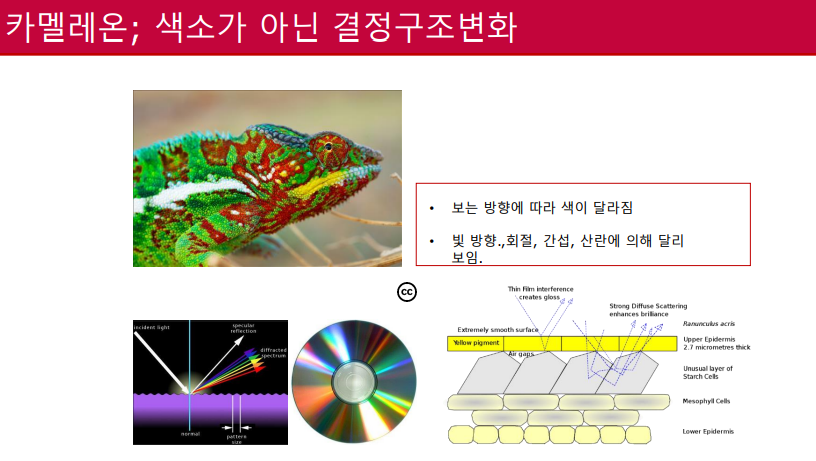 카멜레온; 색소가 아닌 결정구조변화
• 보는 방향에 따라 색이 달라짐
• 빛 방향.,회절, 간섭, 산란에 의해 달리
보임.
cc
incident light
specular
reflection
diffracted
spectrum
normal
pattern
size
Thin Film interference
creates gloss
Strong Diffuse Scattering
enhances brilliance
Ranunculus acris
Extremely smooth surface
Yellow pigment
Upper Epidermis
2.7 micrometres thick
Air gaps
Unusual layer of
Starch Cells
Mesophyll Cells
Lower Epidermis